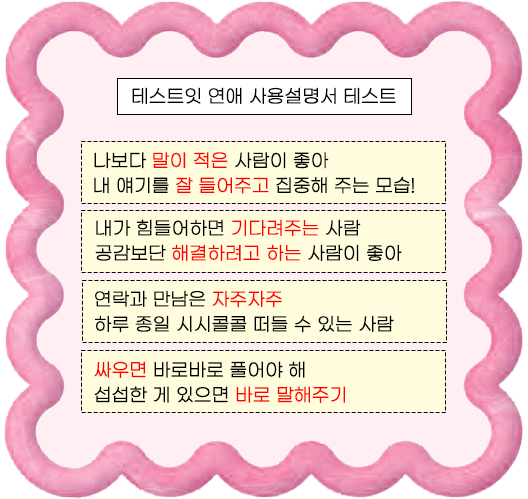 테스트잇 연애 사용설명서 테스트
나보다 말이 적은 사람이 좋아
내 얘기를 잘 들어주고 집중해 주는 모습!
내가 힘들어하면 기다려주는 사람
공감보단 해결하려고 하는 사람이 좋아
연락과 만남은 자주자주
하루 종일 시시콜콜 떠들 수 있는 사람
싸우면 바로바로 풀어야 해
섭섭한 게 있으면 바로 말해주기